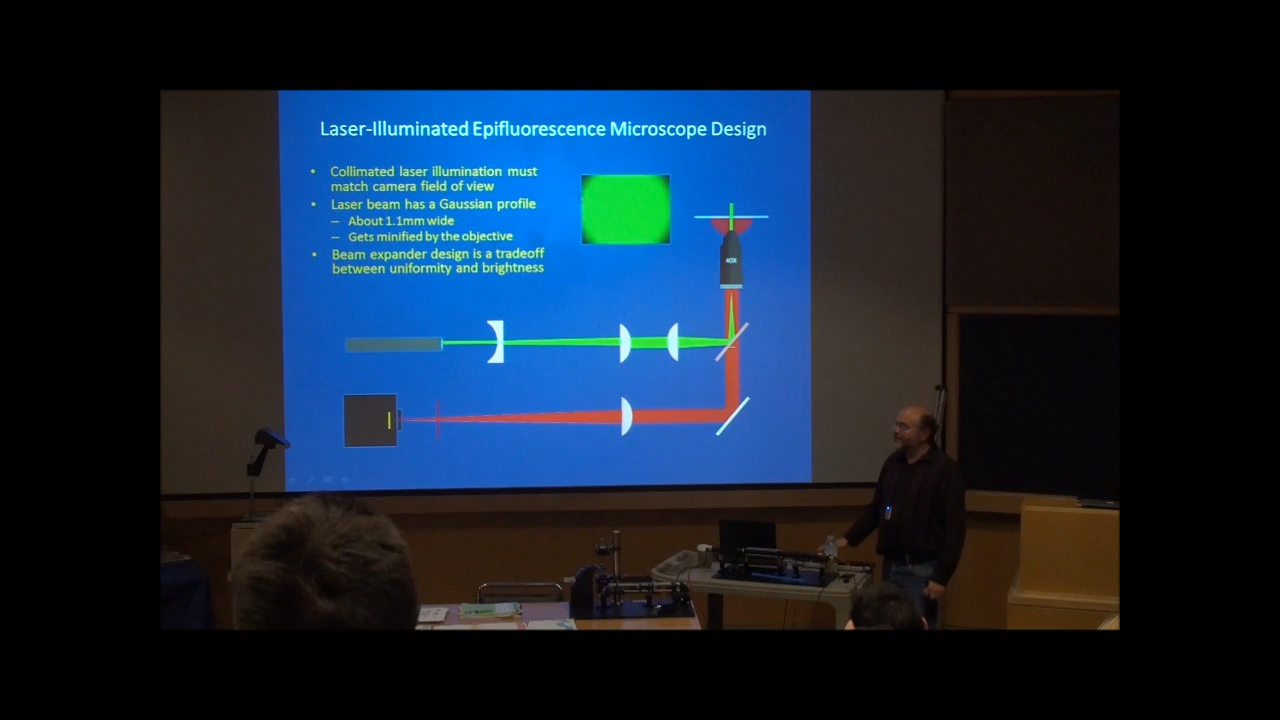 Laser-Illuminated Epifluorescence Microscope Design
• Collimated laser illumination must
match camera field of view
• Laser beam has a Gaussian profile
– About 1.1mm wide
– Gets minified by the objective
• Beam expander design is a tradeoff
between uniformity and brightness
40X